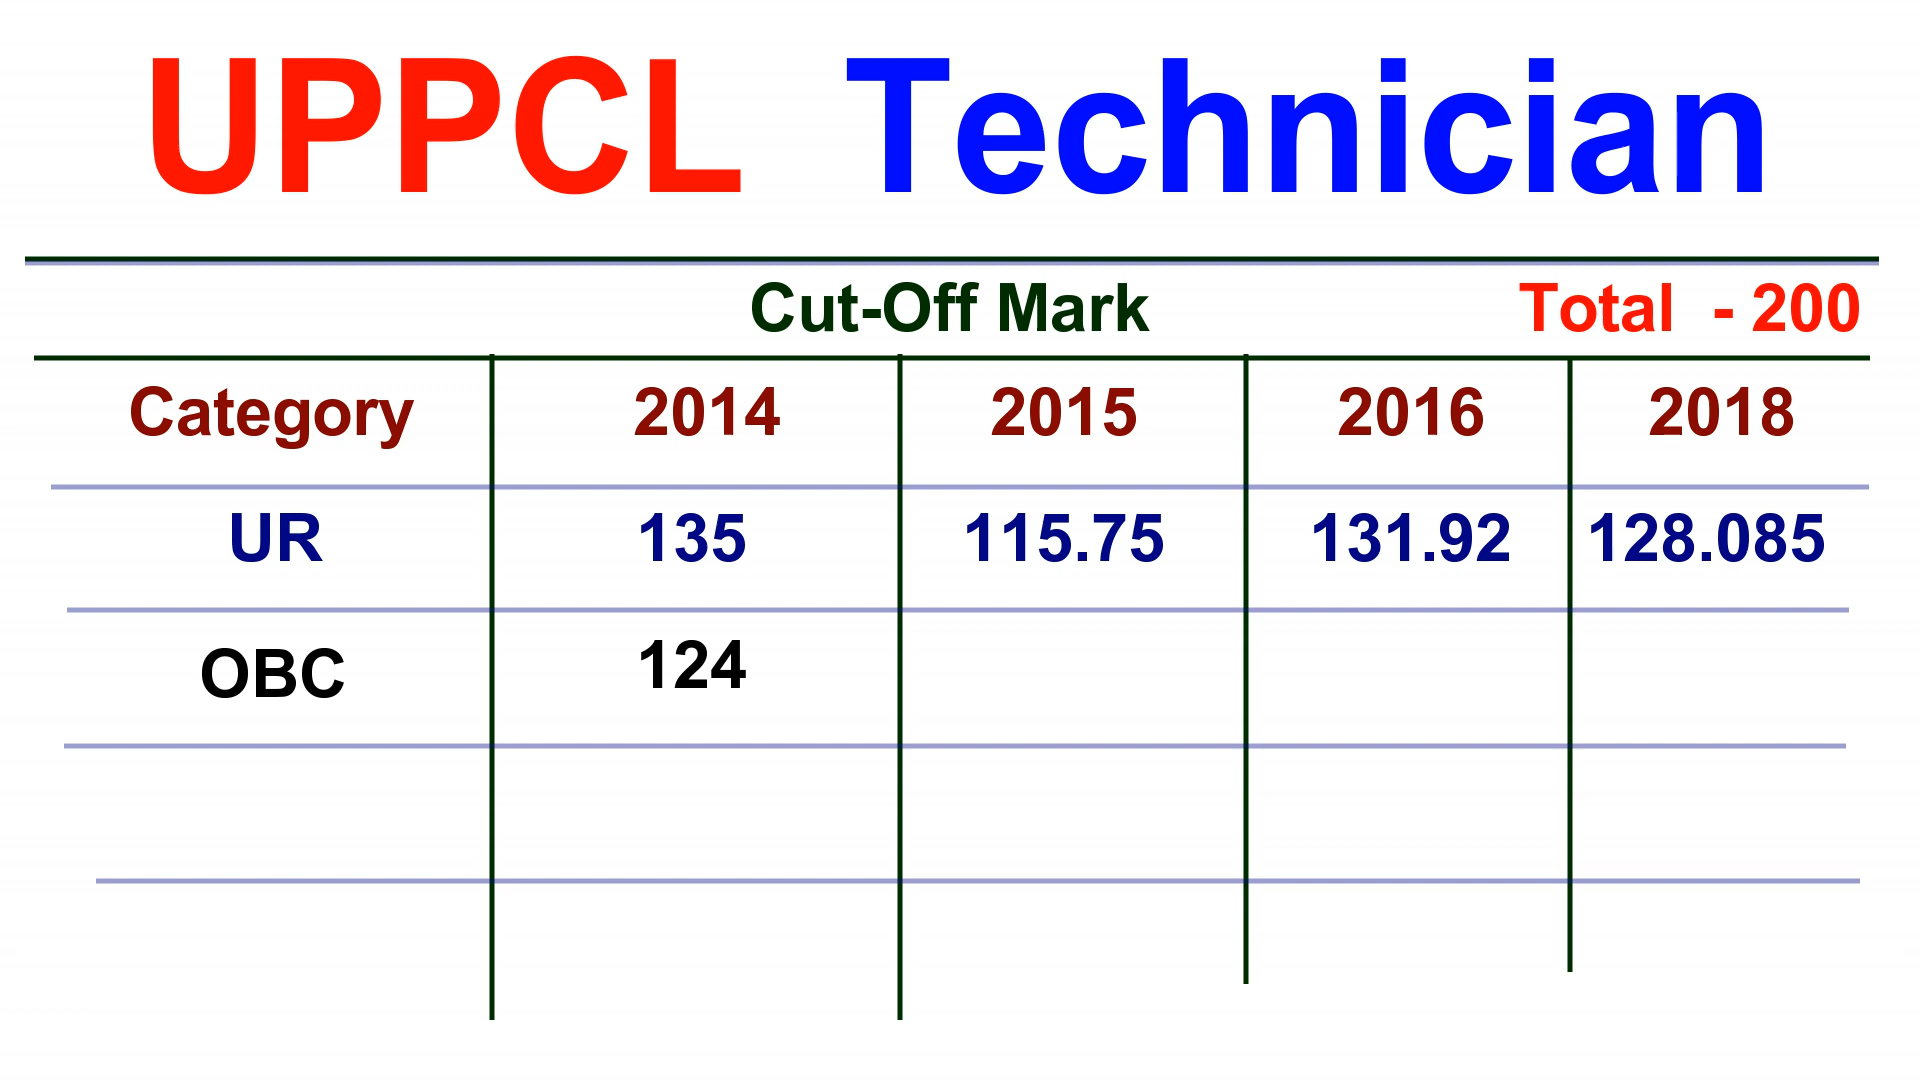 UPPCL Technician
Cut-Off Mark Total - 200
Category 2014 2015 2016 2018
UR 135 115.75 131.92 128.085
OBC 124